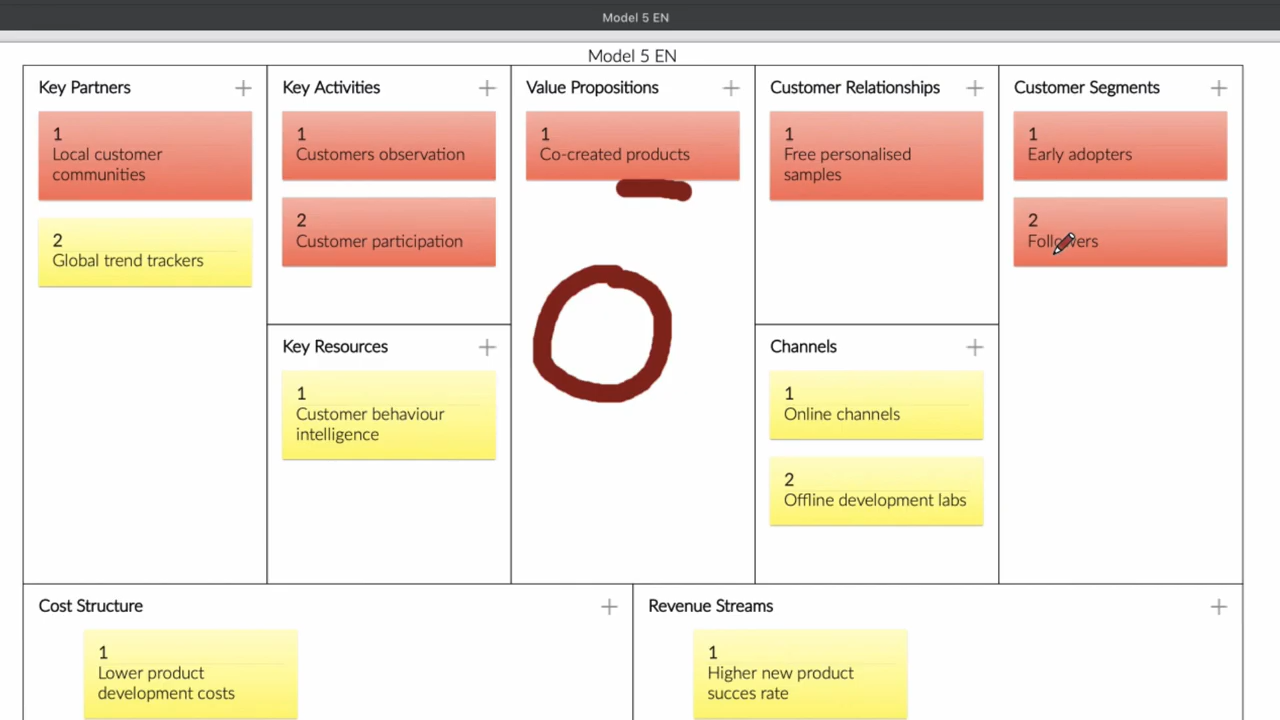 Model 5 EN
Model 5 EN
Key Partners
1
Local customer
communities
2
Global trend trackers
Key Activities
1
Customers observation
2
Customer participation
Key Resources
1
Customer behaviour
intelligence
Value Propositions
1
Co-created products
Customer Relationships
1
Free personalised
samples
Channels
1
Online channels
2
Offline development labs
Customer Segments
1
Early adopters
2
Followers
Cost Structure
1
Lower product
development costs
Revenue Streams
1
Higher new product
succes rate